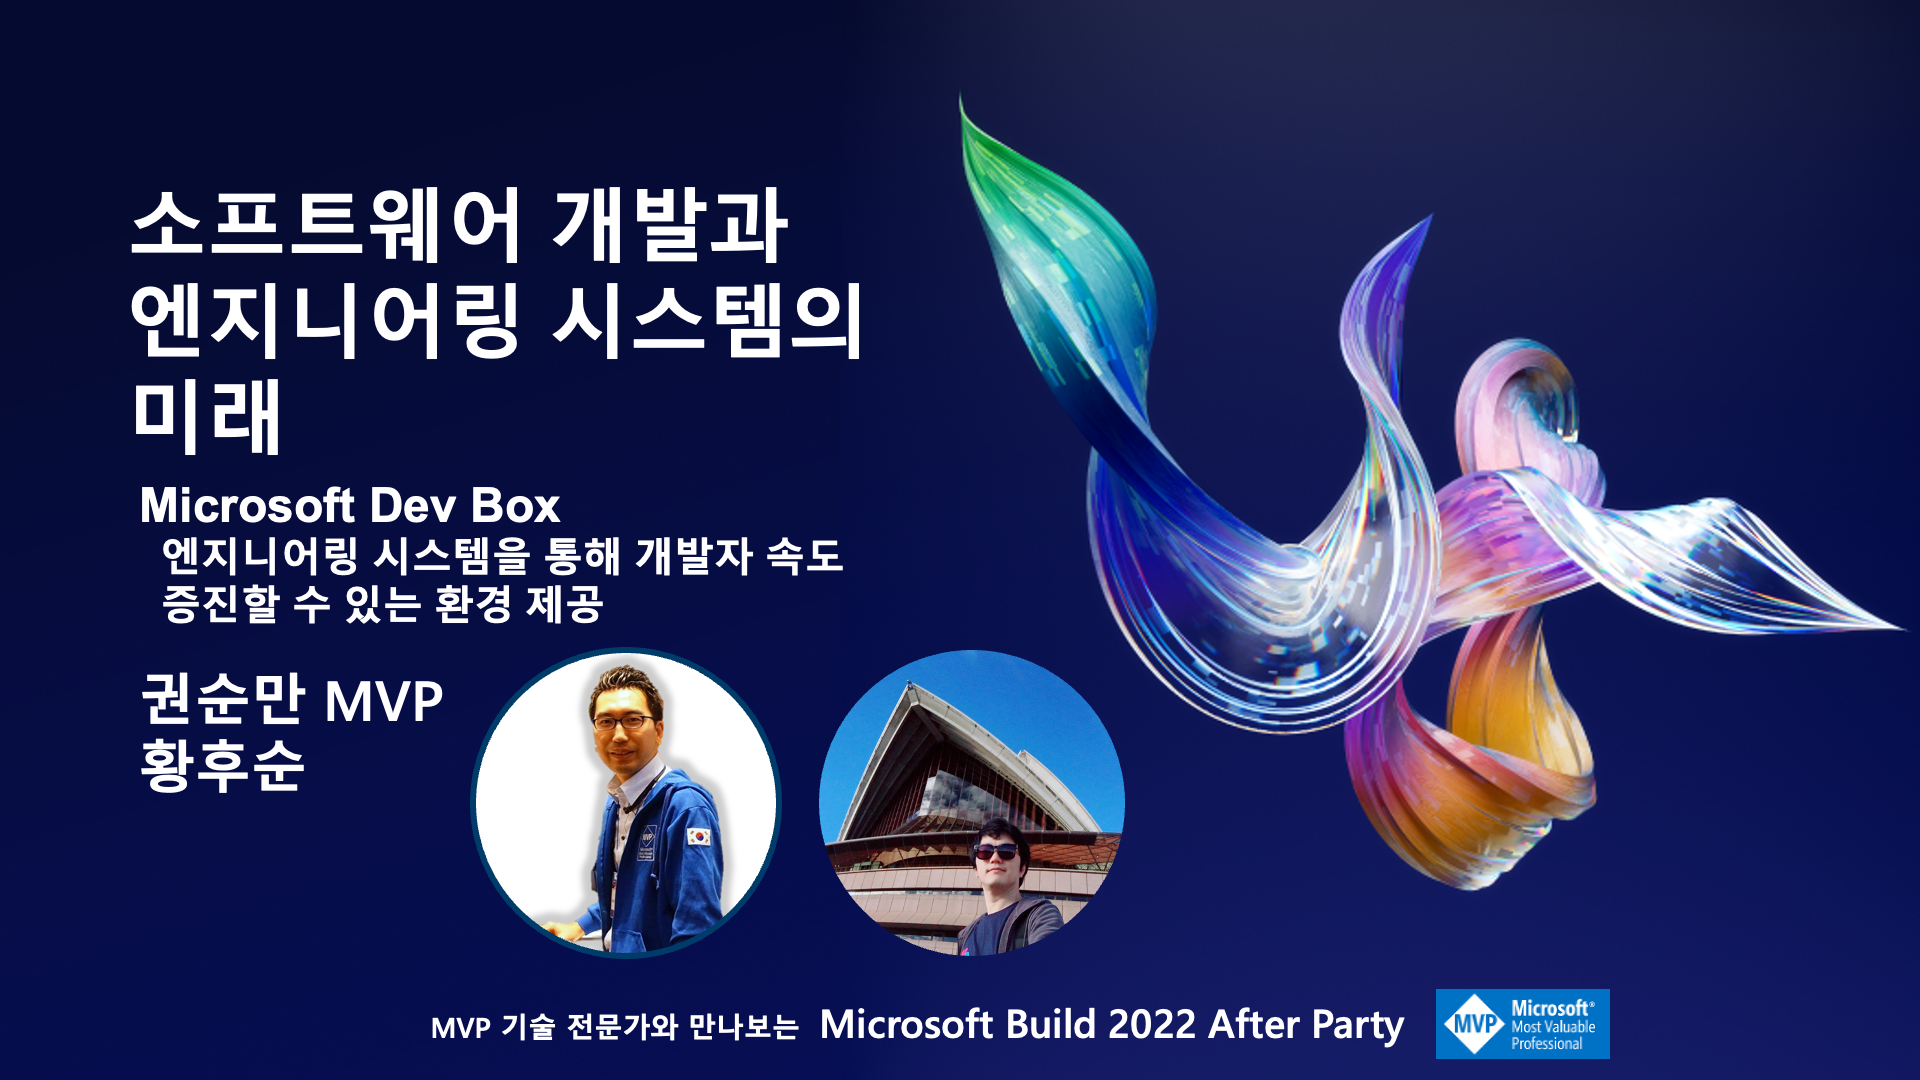 소프트웨어 개발과
엔지니어링 시스템의
미래
Microsoft Dev Box
엔지니어링 시스템을 통해 개발자 속도
증진할 수 있는 환경 제공
권순만 MVP
황후순
MVP
MVP 기술 전문가와 만나보는 Microsoft Build 2022 After Party
MVP
Microsoft®
Most Valuable
Professional